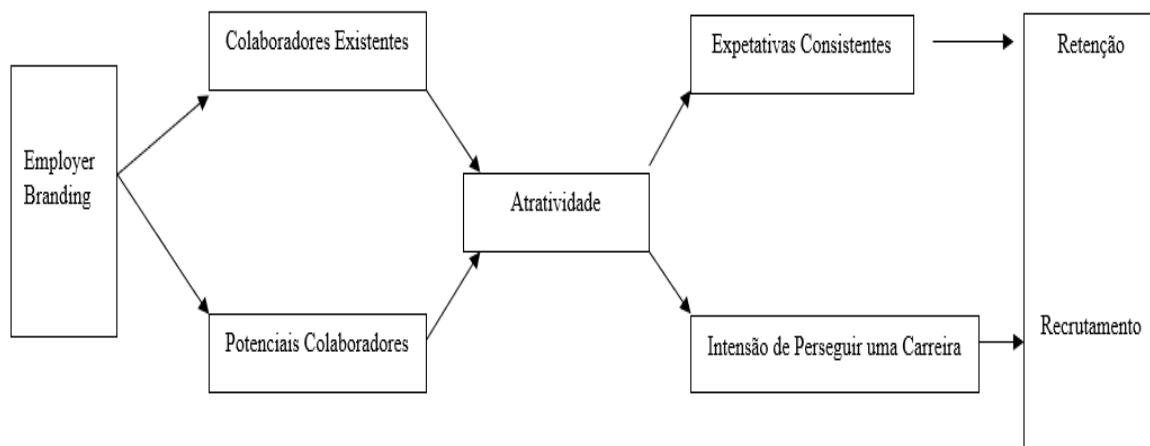 Employer
Branding
Colaboradores Existentes
Potenciais Colaboradores
Atratividade
Expetativas Consistentes
Intensão de Perseguir uma Carreira
Retenção
Recrutamento